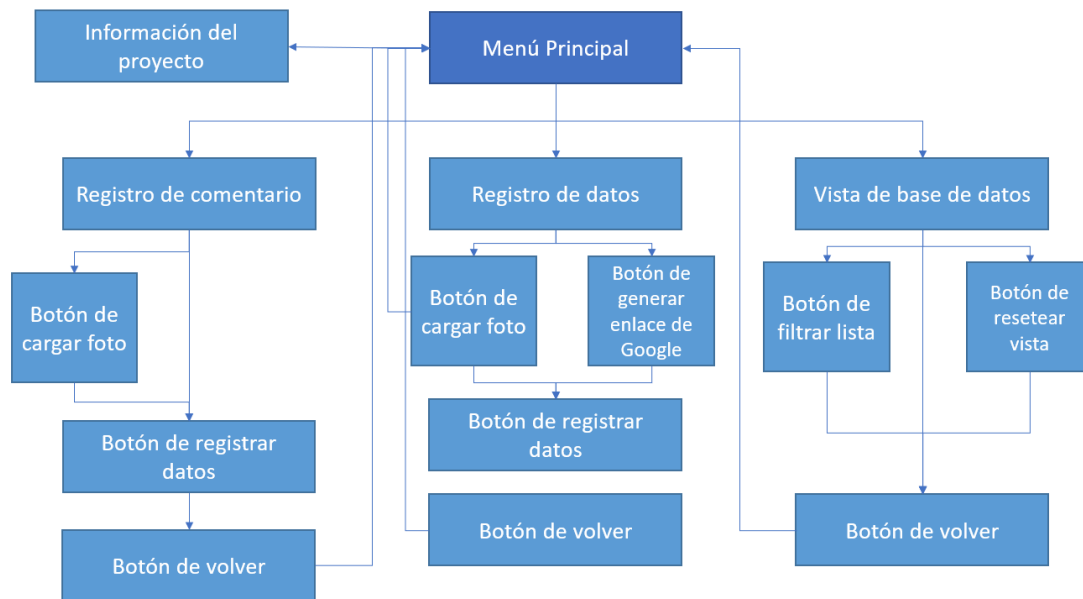 Información del
proyecto
Menú Principal
Registro de comentario
Registro de datos
Vista de base de datos
Botón de
cargar foto
Botón de
cargar foto
Botón de
generar
enlace de
Google
Botón de
filtrar lista
Botón de
resetear
vista
Botón de registrar
datos
Botón de registrar
datos
Botón de volver
Botón de volver
Botón de volver